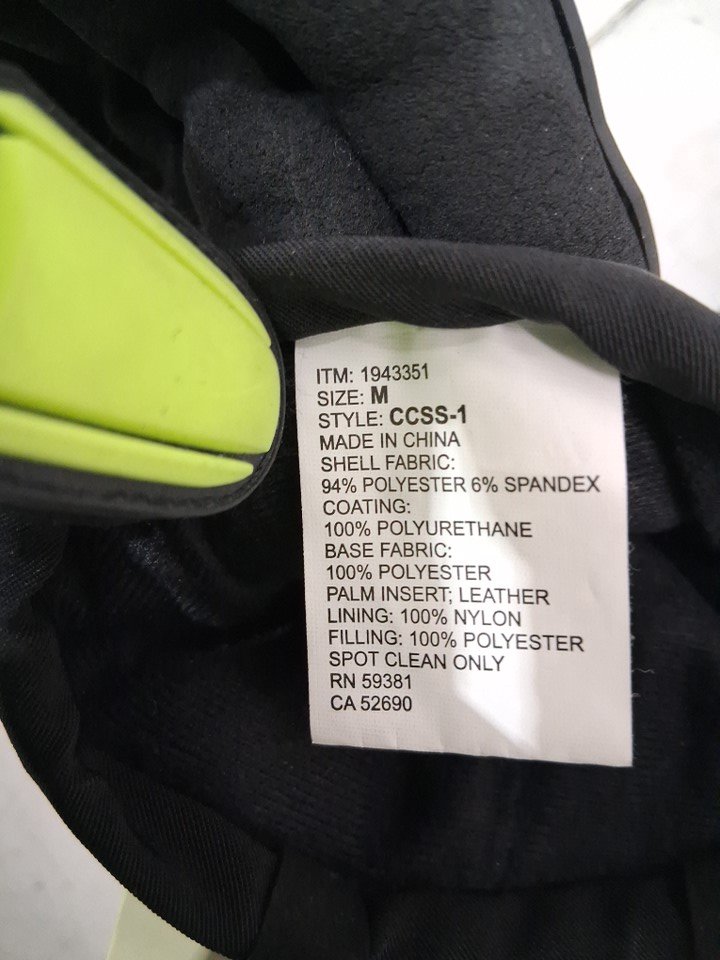 ITM: 1943351
SIZE: M
STYLE: CCSS-1
MADE IN CHINA
SHELL FABRIC:
94% POLYESTER 6% SPANDEX
COATING:
100% POLYURETHANE
BASE FABRIC:
100% POLYESTER
PALM INSERT; LEATHER
LINING: 100% NYLON
FILLING: 100% POLYESTER
SPOT CLEAN ONLY
RN 59381
CA 52690